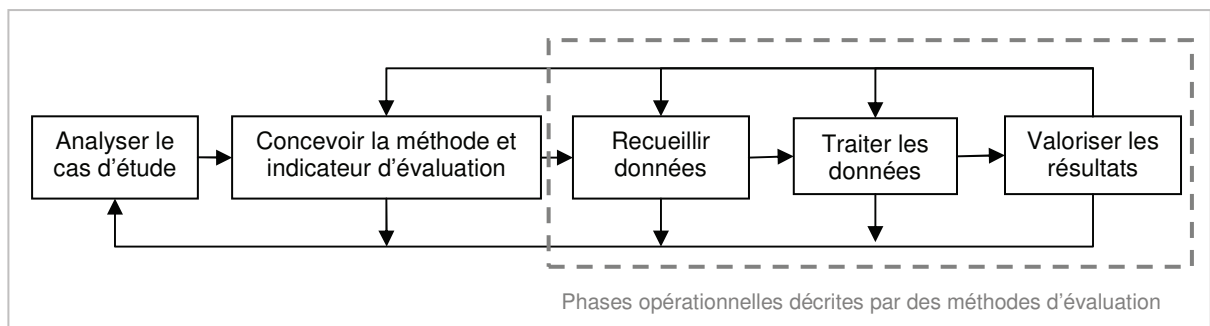 Analyser le
cas d'étude
Concevoir la méthode et
indicateur d'évaluation
Recueillir
données
Traiter les
données
Valoriser les
résultats
Phases opérationnelles décrites par des méthodes d'évaluation